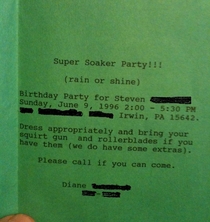 Super Soaker Party!!!
(rain or shine)
Birthday Party for Steven
Sunday, June 9, 1996 2:00 - 5:30 PM
Irwin, PA 15642.
Dress appropriately and bring your
squirt gun and rollerblades if you
have them (we do have some extras).
Please call if you can come.
Diane